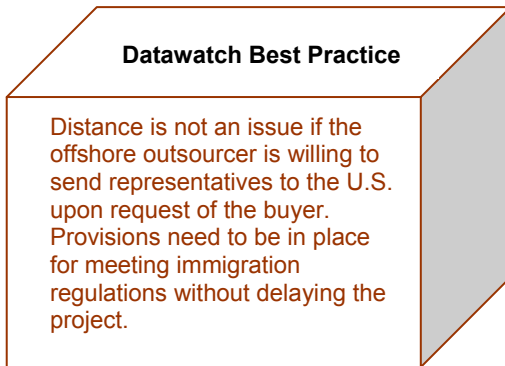 Datawatch Best Practice
Distance is not an issue if the
offshore outsourcer is willing to
send representatives to the U.S.
upon request of the buyer.
Provisions need to be in place
for meeting immigration
regulations without delaying the
project.